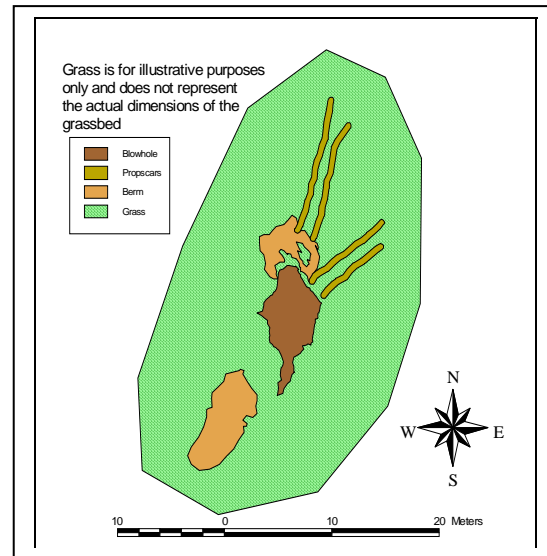 Grass is for illustrative purposes
only and does not represent
the actual dimensions of the
grassbed
Blowhole
Propscars
Berm
Grass
N
W E
S
10 0 10 20 Meters